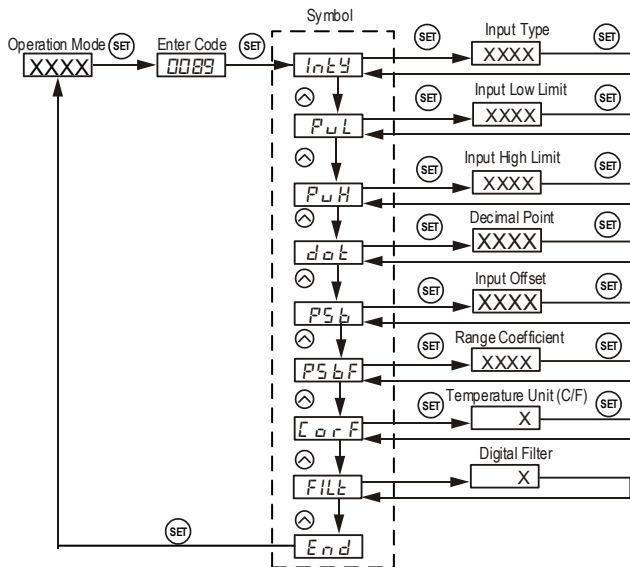 Symbol
Operation Mode SET Enter Code SET
XXXX 0089 IntY SET Input Type SET
XXXX
PuL SET Input Low Limit SET
XXXX
PuH SET Input High Limit SET
XXXX
dot SET Decimal Point SET
XXXX
PSb SET Input Offset SET
XXXX
PSbF SET Range Coefficient SET
XXXX
CorF SET Temperature Unit (C/F) SET
X
FILt Digital Filter
X
SET End